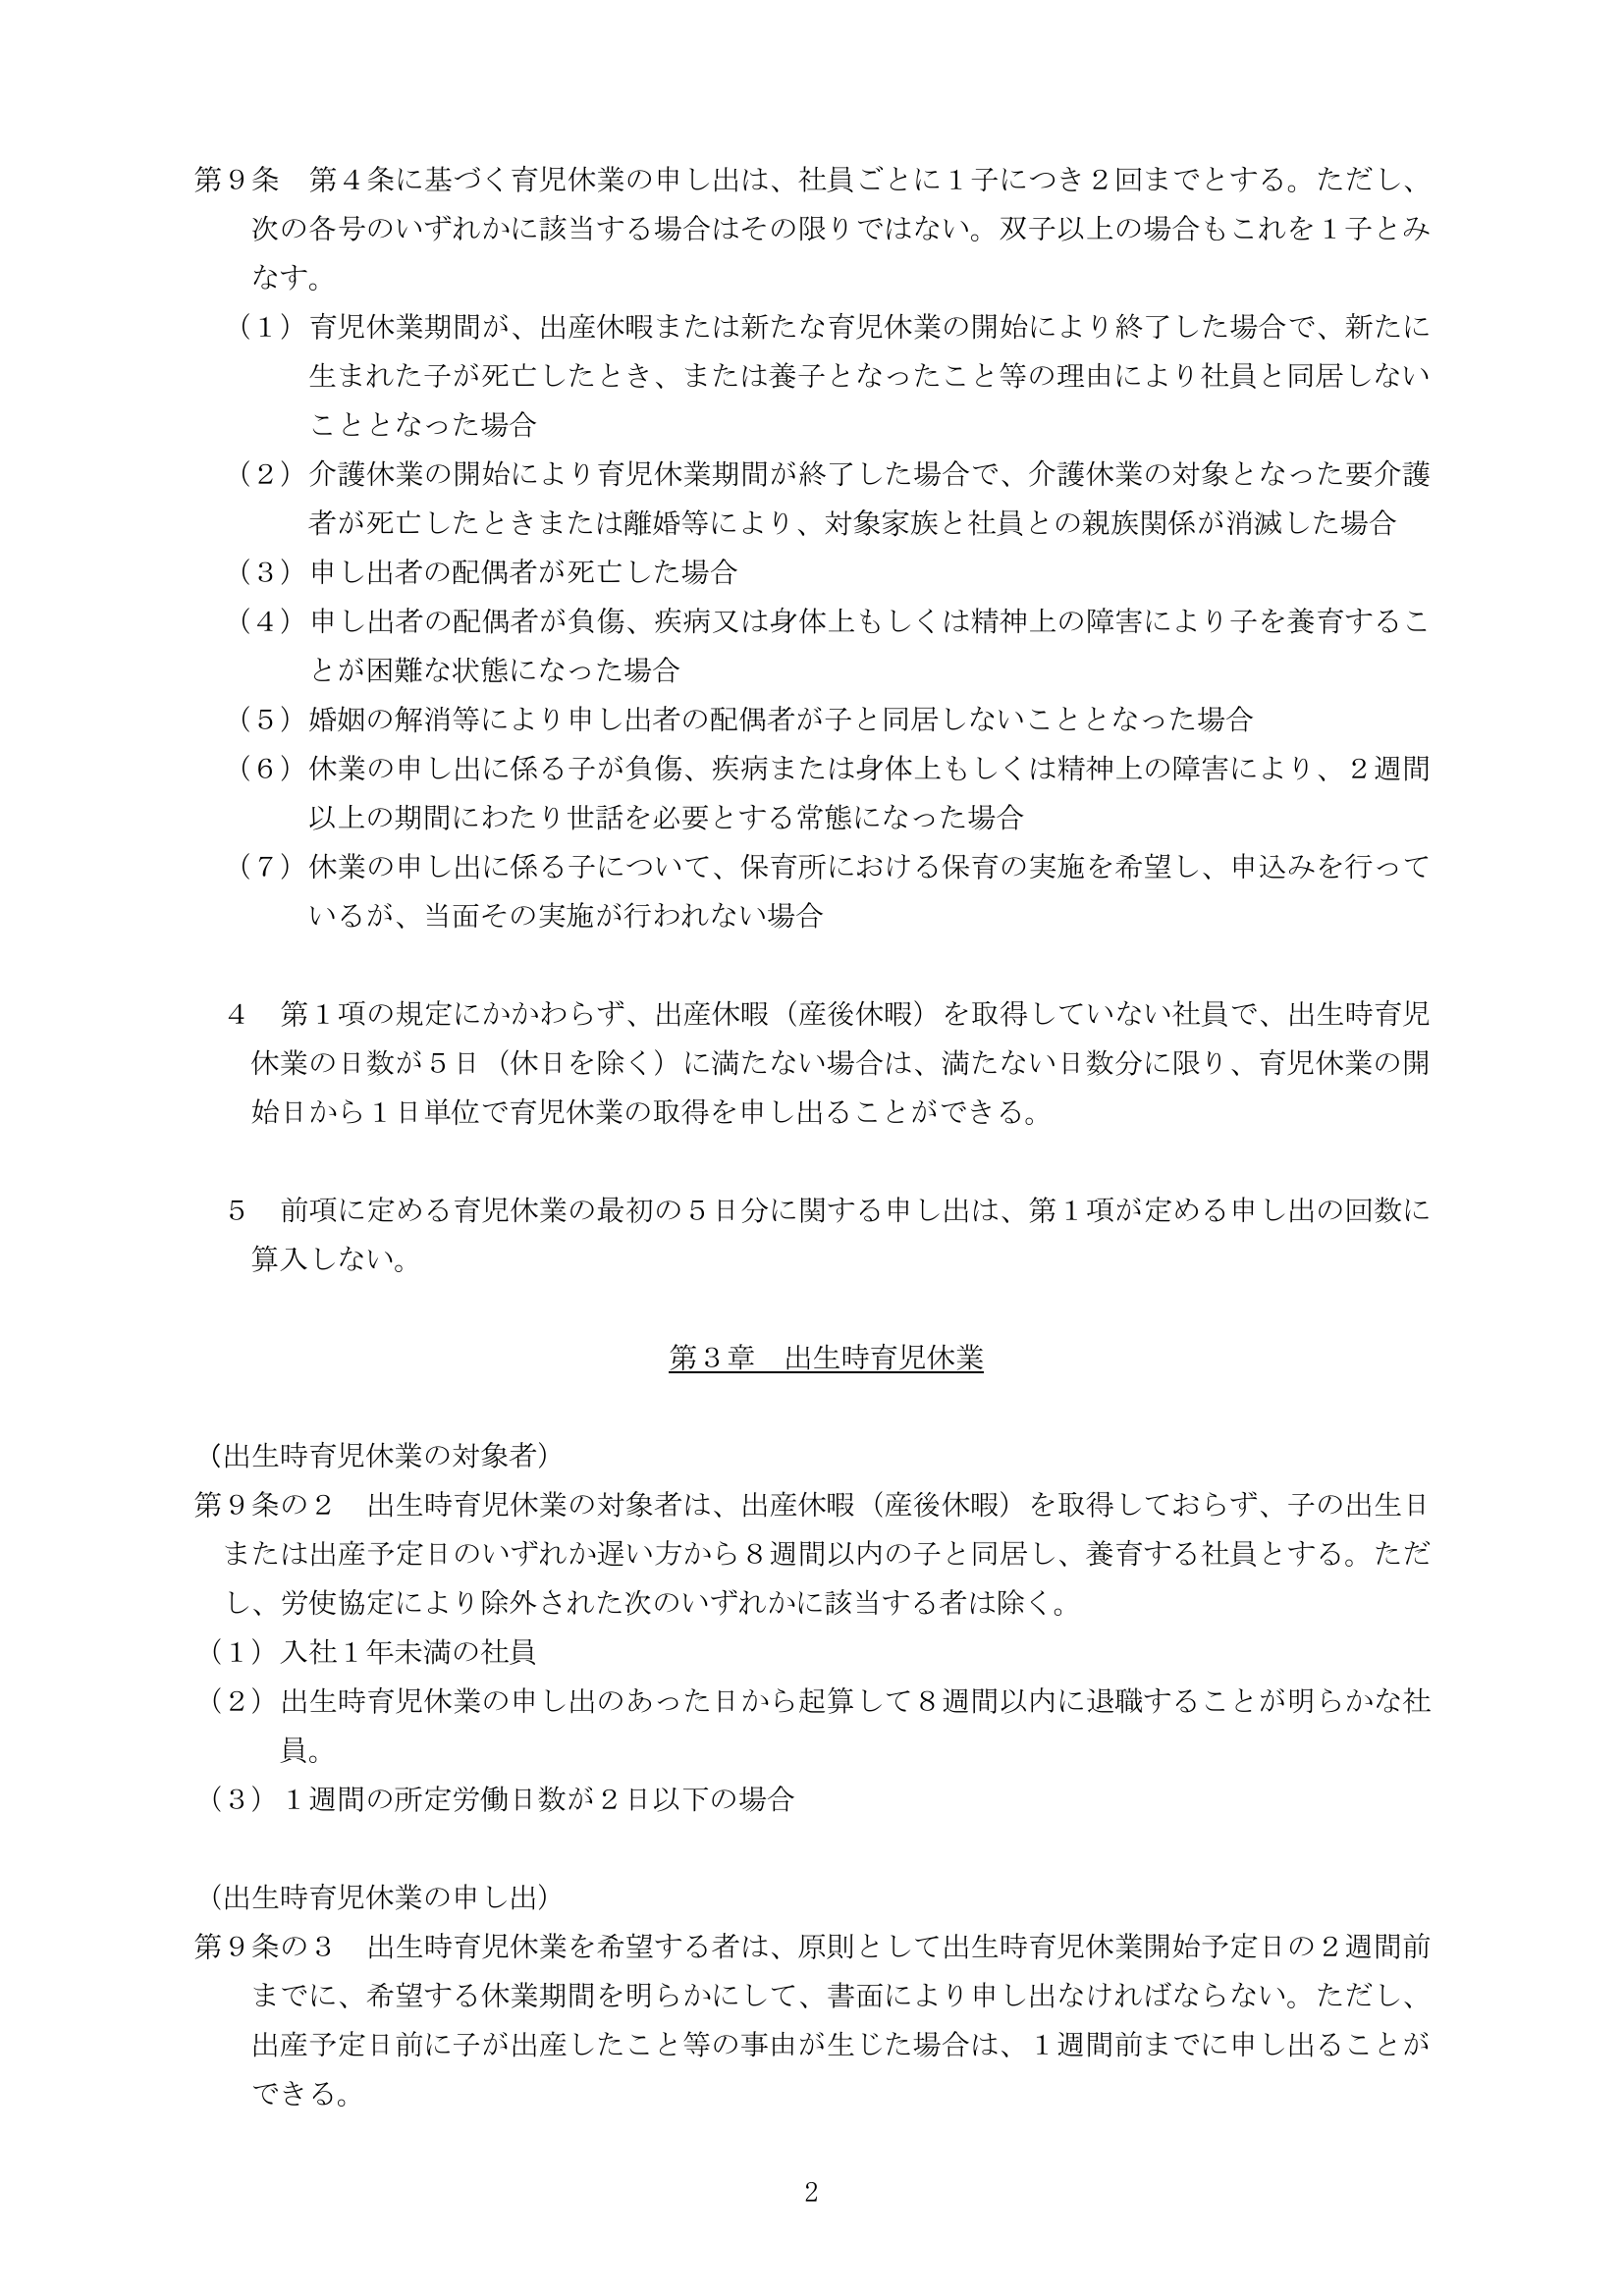 第９条　第４条に基づく育児休業の申し出は、社員ごとに１子につき２回までとする。ただし、
次の各号のいずれかに該当する場合はその限りではない。双子以上の場合もこれを１子とみ
なす。
（１）育児休業期間が、出産休暇または新たな育児休業の開始により終了した場合で、新たに
生まれた子が死亡したとき、または養子となったこと等の理由により社員と同居しない
こととなった場合
（２）介護休業の開始により育児休業期間が終了した場合で、介護休業の対象となった要介護
者が死亡したときまたは離婚等により、対象家族と社員との親族関係が消滅した場合
（３）申し出者の配偶者が死亡した場合
（４）申し出者の配偶者が負傷、疾病又は身体上もしくは精神上の障害により子を養育するこ
とが困難な状態になった場合
（５）婚姻の解消等により申し出者の配偶者が子と同居しないこととなった場合
（６）休業の申し出に係る子が負傷、疾病または身体上もしくは精神上の障害により、２週間
以上の期間にわたり世話を必要とする常態になった場合
（７）休業の申し出に係る子について、保育所における保育の実施を希望し、申込みを行って
いるが、当面その実施が行われない場合
４　第１項の規定にかかわらず、出産休暇（産後休暇）を取得していない社員で、出生時育児
休業の日数が５日（休日を除く）に満たない場合は、満たない日数分に限り、育児休業の開
始日から１日単位で育児休業の取得を申し出ることができる。
５　前項に定める育児休業の最初の５日分に関する申し出は、第１項が定める申し出の回数に
算入しない。
第３章　出生時育児休業
（出生時育児休業の対象者）
第９条の２　出生時育児休業の対象者は、出産休暇（産後休暇）を取得しておらず、子の出生日
または出産予定日のいずれか遅い方から８週間以内の子と同居し、養育する社員とする。ただ
し、労使協定により除外された次のいずれかに該当する者は除く。
（１）入社１年未満の社員
（２）出生時育児休業の申し出のあった日から起算して８週間以内に退職することが明らかな社
員。
（３）１週間の所定労働日数が２日以下の場合
（出生時育児休業の申し出）
第９条の３　出生時育児休業を希望する者は、原則として出生時育児休業開始予定日の２週間前
までに、希望する休業期間を明らかにして、書面により申し出なければならない。ただし、
出産予定日前に子が出産したこと等の事由が生じた場合は、１週間前までに申し出ることが
できる。
2